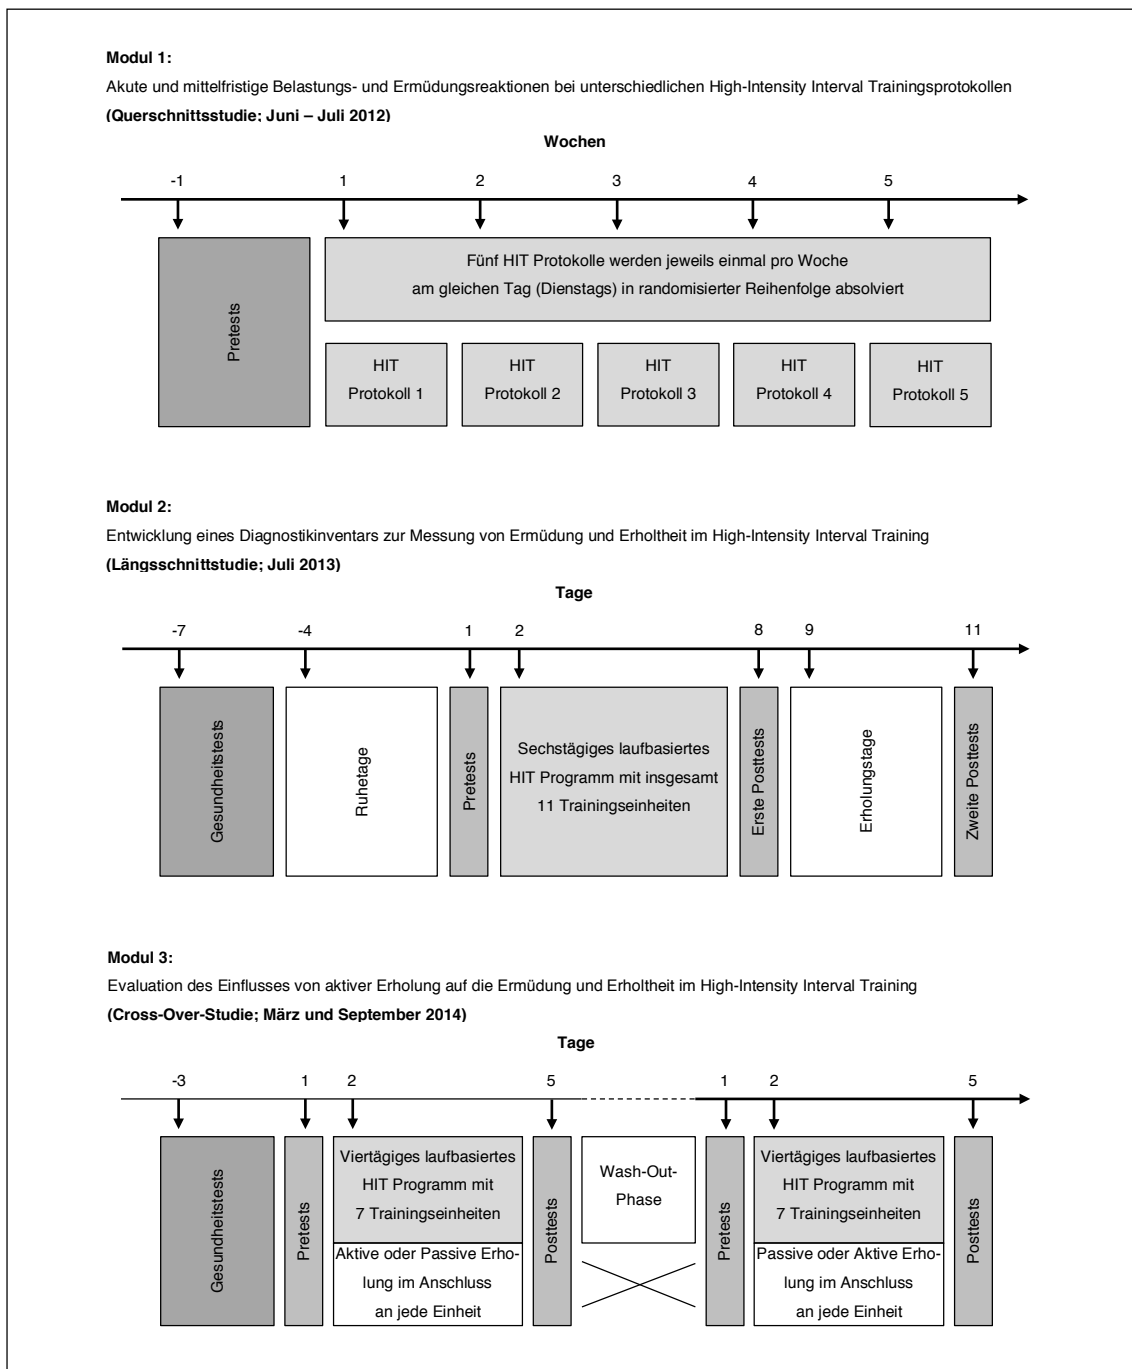 Modul 1:
Akute und mittelfristige Belastungs- und Ermüdungsreaktionen bei unterschiedlichen High-Intensity Interval Trainingsprotokollen
(Querschnittsstudie; Juni – Juli 2012)
Wochen
-1 1 2 3 4 5
Pretests
Fünf HIT Protokolle werden jeweils einmal pro Woche
am gleichen Tag (Dienstags) in randomisierter Reihenfolge absolviert
HIT
Protokoll 1
HIT
Protokoll 2
HIT
Protokoll 3
HIT
Protokoll 4
HIT
Protokoll 5
Modul 2:
Entwicklung eines Diagnostikinventars zur Messung von Ermüdung und Erholtheit im High-Intensity Interval Training
(Längsschnittstudie; Juli 2013)
Tage
-7 -4 1 2 8 9 11
Gesundheitstests
Ruhetage
Pretests
Sechstägiges laufbasiertes
HIT Programm mit insgesamt
11 Trainingseinheiten
Erste Posttests
Erholungstage
Zweite Posttests
Modul 3:
Evaluation des Einflusses von aktiver Erholung auf die Ermüdung und Erholtheit im High-Intensity Interval Training
(Cross-Over-Studie; März und September 2014)
Tage
-3 1 2 5 1 2 5
Gesundheitstests
Pretests
Viertägiges laufbasiertes
HIT Programm mit
7 Trainingseinheiten
Aktive oder Passive Erho-
lung im Anschluss
an jede Einheit
Posttests
Wash-Out-
Phase
Pretests
Viertägiges laufbasiertes
HIT Programm mit
7 Trainingseinheiten
Passive oder Aktive Erho-
lung im Anschluss
an jede Einheit
Posttests